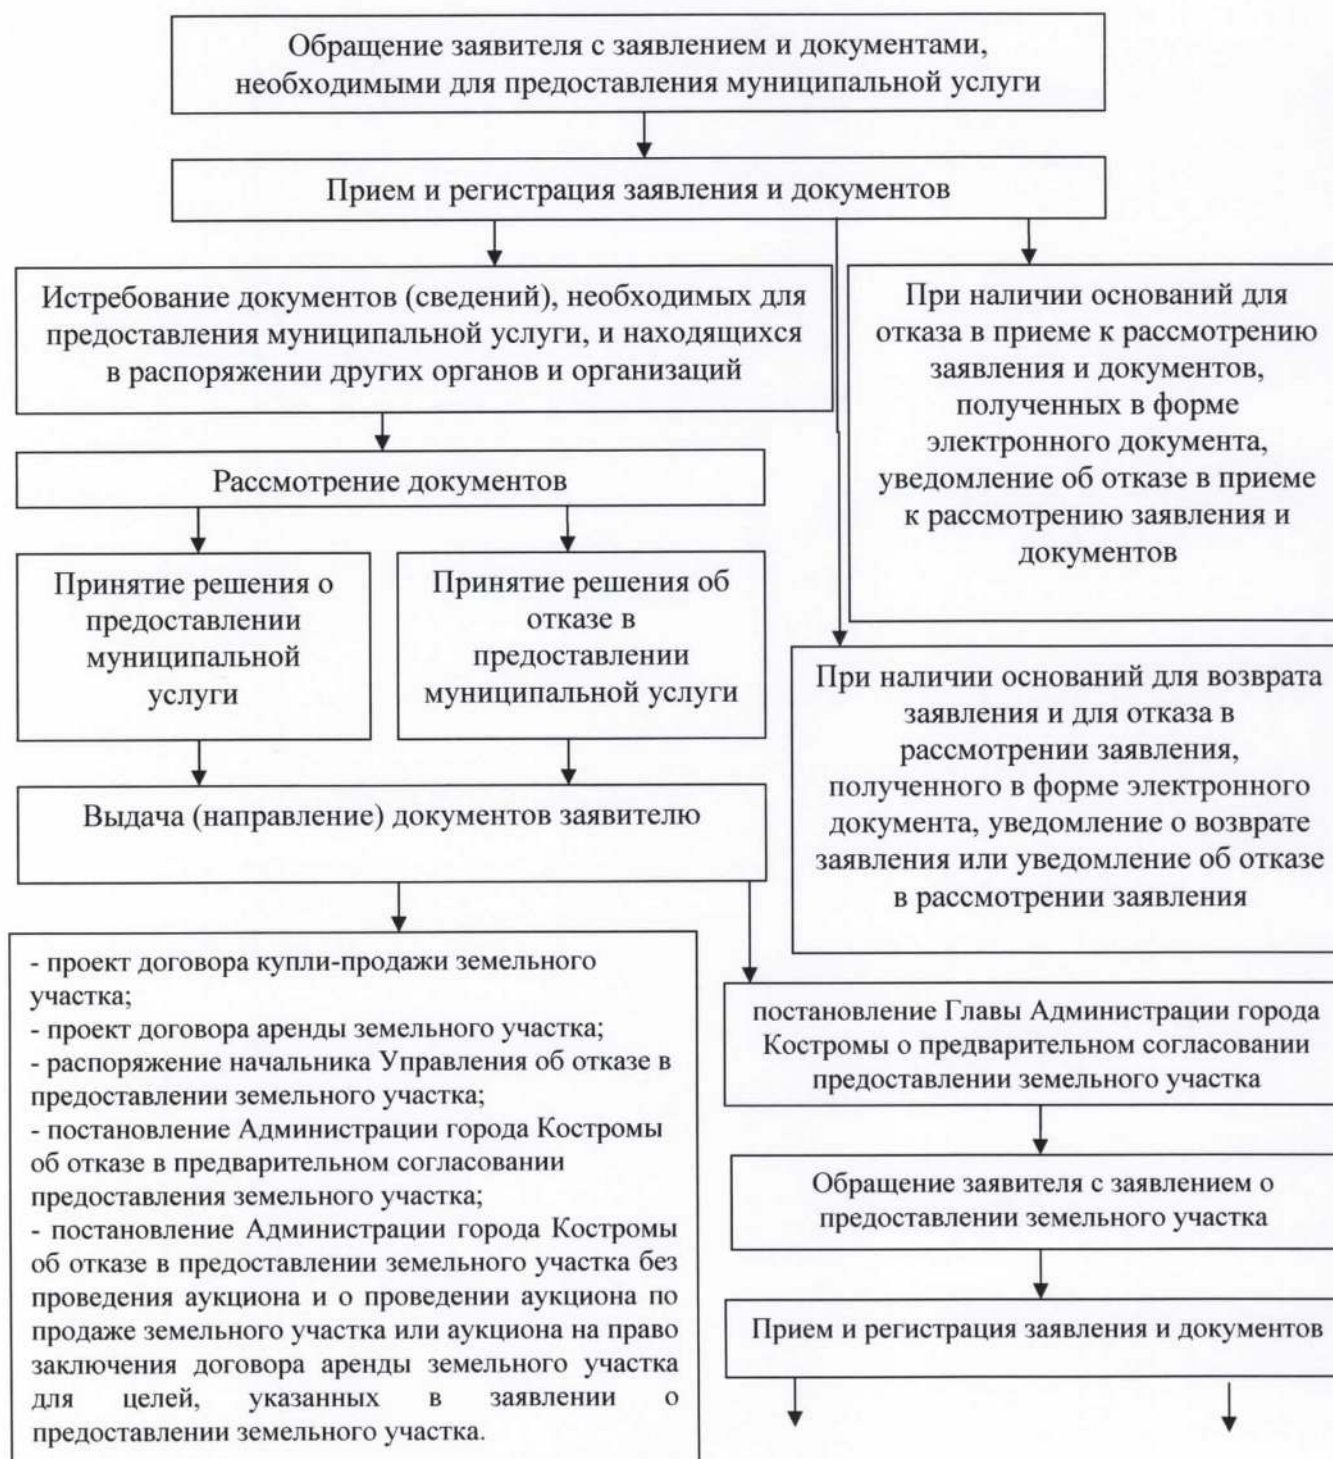 Обращение заявителя с заявлением и документами,
необходимыми для предоставления муниципальной услуги
Прием и регистрация заявления и документов
Истребование документов (сведений), необходимых для
предоставления муниципальной услуги, и находящихся
в распоряжении других органов и организаций
При наличии оснований для
отказа в приеме к рассмотрению
заявления и документов,
полученных в форме
электронного документа,
уведомление об отказе в приеме
к рассмотрению заявления и
документов
Рассмотрение документов
Принятие решения о
предоставлении
муниципальной
услуги
Принятие решения об
отказе в
предоставлении
муниципальной услуги
При наличии оснований для возврата
заявления и для отказа в
рассмотрении заявления,
полученного в форме электронного
документа, уведомление о возврате
заявления или уведомление об отказе
в рассмотрении заявления
Выдача (направление) документов заявителю
- проект договора купли-продажи земельного
участка;
- проект договора аренды земельного участка;
- распоряжение начальника Управления об отказе в
предоставлении земельного участка;
- постановление Администрации города Костромы
об отказе в предварительном согласовании
предоставления земельного участка;
- постановление Администрации города Костромы
об отказе в предоставлении земельного участка без
проведения аукциона и о проведении аукциона по
продаже земельного участка или аукциона на право
заключения договора аренды земельного участка
для целей, указанных в заявлении о
предоставлении земельного участка.
постановление Главы Администрации города
Костромы о предварительном согласовании
предоставлении земельного участка
Обращение заявителя с заявлением о
предоставлении земельного участка
Прием и регистрация заявления и документов